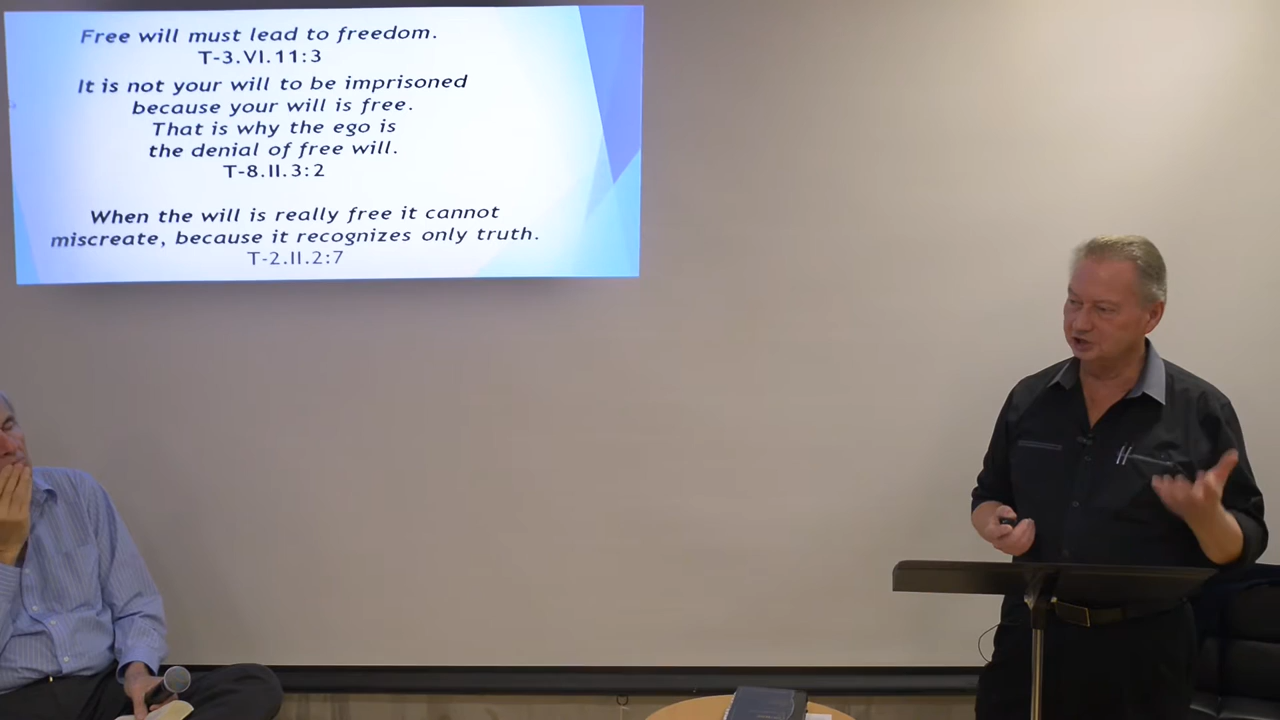 Free will must lead to freedom.
T-3.VI.11:3
It is not your will to be imprisoned
because your will is free.
That is why the ego is
the denial of free will.
T-8.II.3:2
When the will is really free it cannot
miscreate, because it recognizes only truth.
T-2.II.2:7